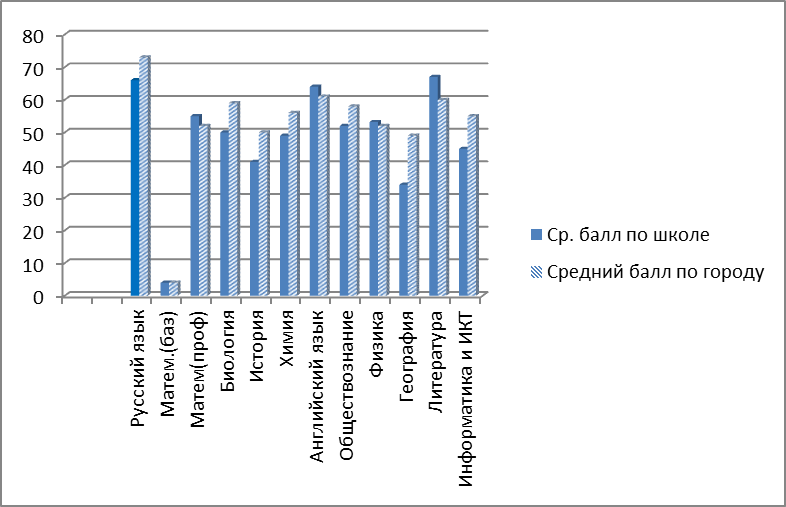 80
70
60
50
40
30
20
10
0
Русский язык
Матем.(баз)
Матем(проф)
Биология
История
Химия
Английский язык
Обществознание
Физика
География
Литература
Информатика и ИКТ
Ср. балл по школе
Средний балл по городу